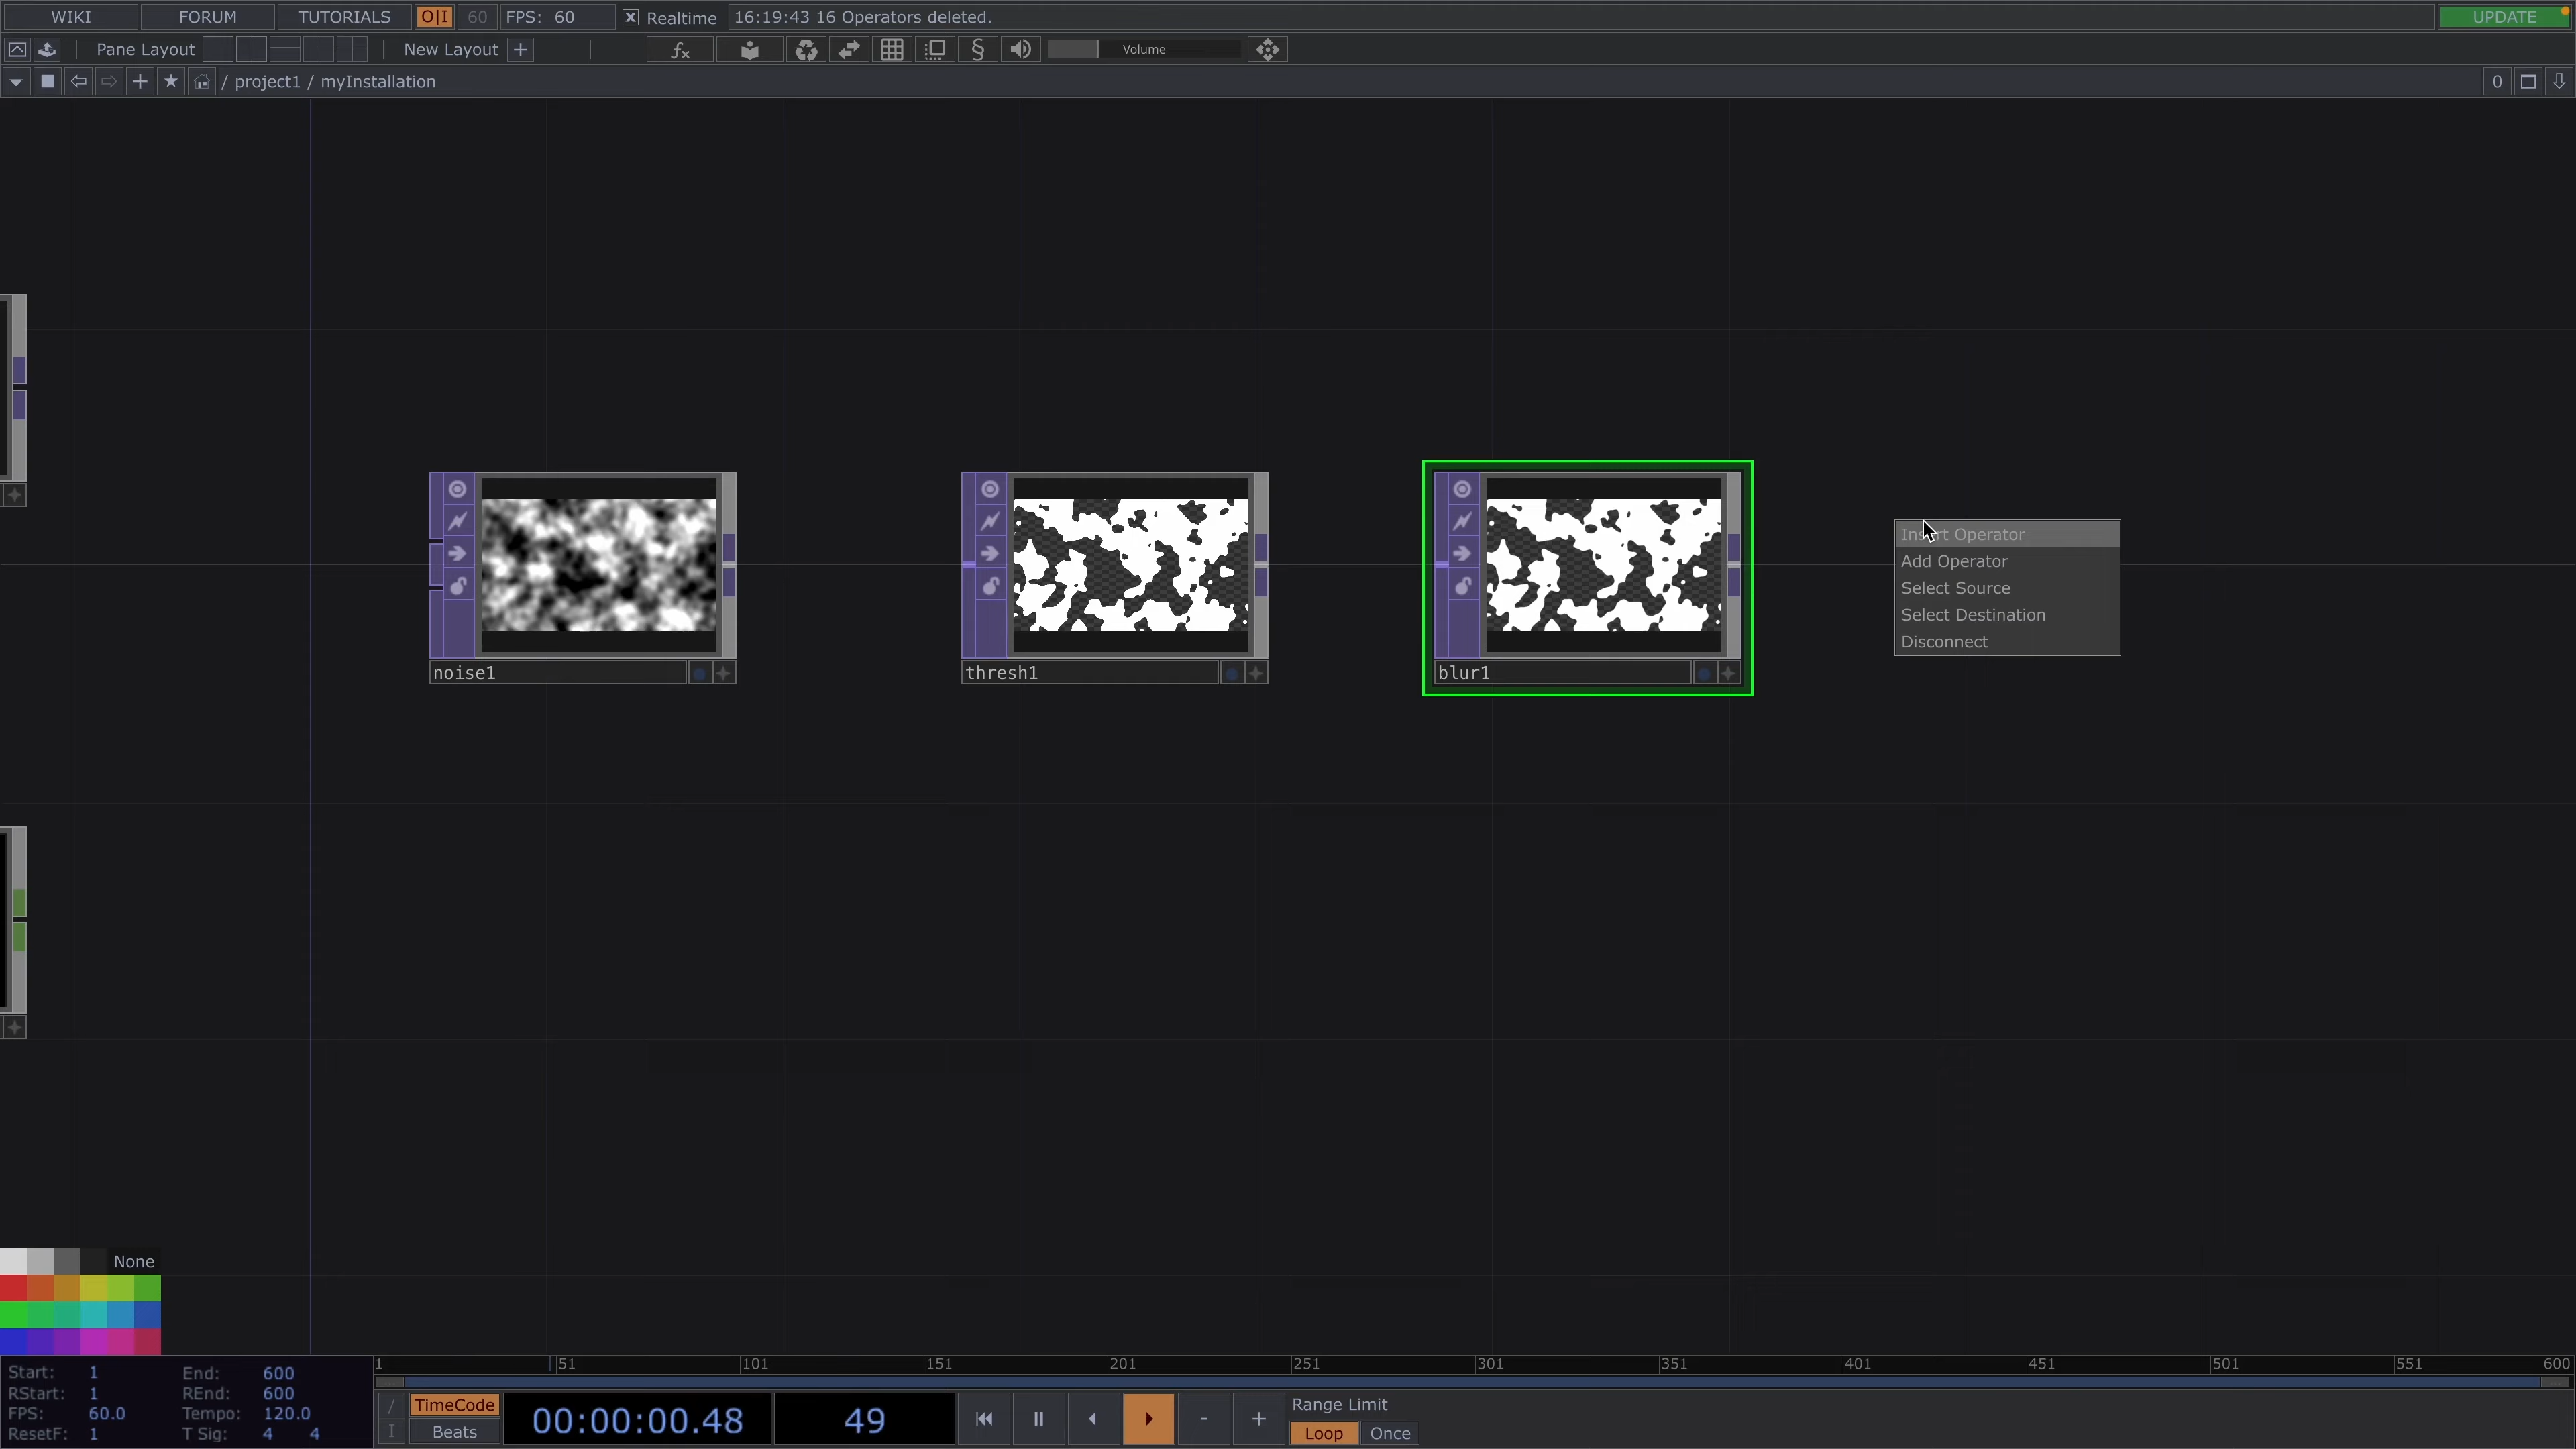 WIKI FORUM TUTORIALS O|I 60 FPS: 60 Realtime 16:19:43 16 Operators deleted. UPDATE
Pane Layout New Layout + Volume
/ project1 / myInstallation 0
Insert Operator
Add Operator
Select Source
Select Destination
Disconnect
noise1 thresh1 blur1
None
1 51 101 151 201 251 301 351 401 451 501 551 600
Start: 1 End: 600
RStart: 1 REnd: 600
FPS: 60.0 Tempo: 120.0
ResetF: 1 T Sig: 4 4
/ TimeCode
I Beats
00:00:00.48 49 - +
Range Limit
Loop Once